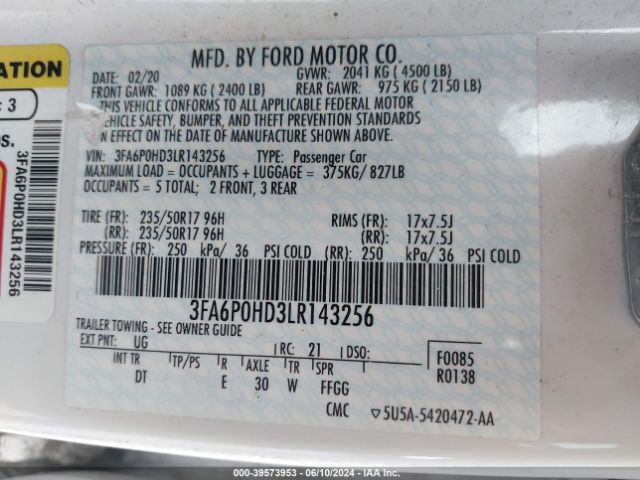 ATION
: 3
os.
3FA6P0HD3LR143256
MFD. BY FORD MOTOR CO.
DATE: 02/20 GVWR: 2041 KG ( 4500 LB)
FRONT GAWR: 1089 KG ( 2400 LB) REAR GAWR: 975 KG ( 2150 LB)
THIS VEHICLE CONFORMS TO ALL APPLICABLE FEDERAL MOTOR
VEHICLE SAFETY, BUMPER, AND THEFT PREVENTION STANDARDS
IN EFFECT ON THE DATE OF MANUFACTURE SHOWN ABOVE.
VIN: 3FA6P0HD3LR143256 TYPE: Passenger Car
MAXIMUM LOAD = OCCUPANTS + LUGGAGE = 375KG/ 827LB
OCCUPANTS = 5 TOTAL; 2 FRONT, 3 REAR
TIRE (FR): 235/50R17 96H RIMS (FR): 17x7.5J
(RR): 235/50R17 96H (RR): 17x7.5J
PRESSURE (FR): 250 kPa/ 36 PSI COLD (RR): 250 kPa/ 36 PSI COLD
3FA6P0HD3LR143256
TRAILER TOWING - SEE OWNER GUIDE
EXT PNT: UG RC: 21 DSO: F0085
INT TR TP/PS R AXLE TR SPR R0138
DT E 30 W FFGG
CMC ▽5U5A-5420472-AA
000-39573953 - 06/10/2024 - IAA Inc.